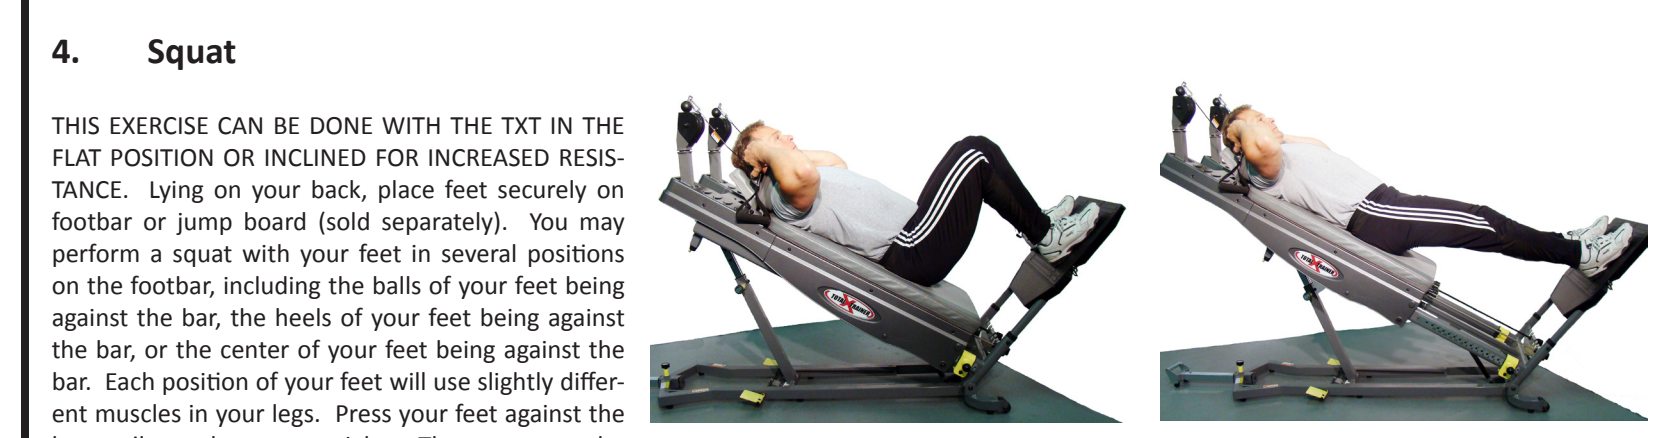 4. Squat
THIS EXERCISE CAN BE DONE WITH THE TXT IN THE
FLAT POSITION OR INCLINED FOR INCREASED RESIS-
TANCE. Lying on your back, place feet securely on
footbar or jump board (sold separately). You may
perform a squat with your feet in several positions
on the footbar, including the balls of your feet being
against the bar, the heels of your feet being against
the bar, or the center of your feet being against the
bar. Each position of your feet will use slightly differ-
ent muscles in your legs. Press your feet against the
TOTAL X TRAINER
TOTAL X TRAINER